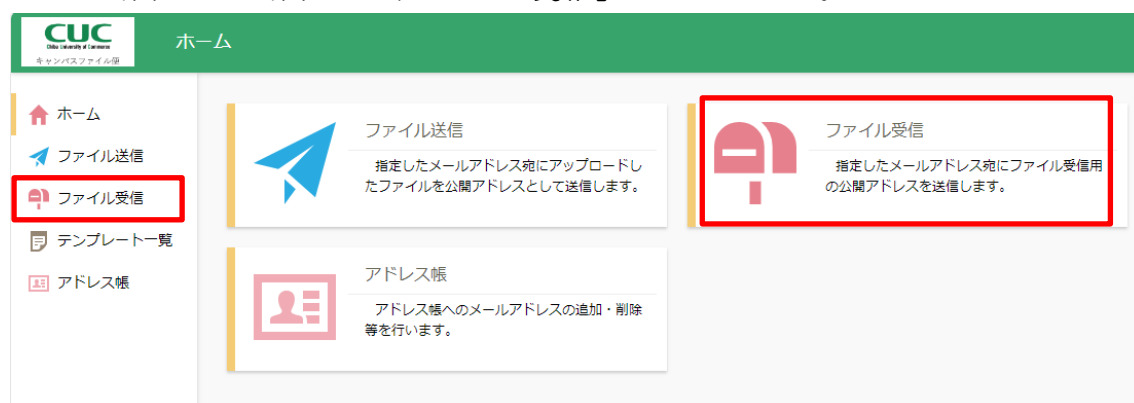 CUC
Chiba University of Commerce
キャンパスファイル便
ホーム
ホーム
ファイル送信
ファイル受信
テンプレート一覧
アドレス帳
ファイル送信
指定したメールアドレス宛にアップロードし
たファイルを公開アドレスとして送信します。
ファイル受信
指定したメールアドレス宛にファイル受信用
の公開アドレスを送信します。
アドレス帳
アドレス帳へのメールアドレスの追加・削除
等を行います。